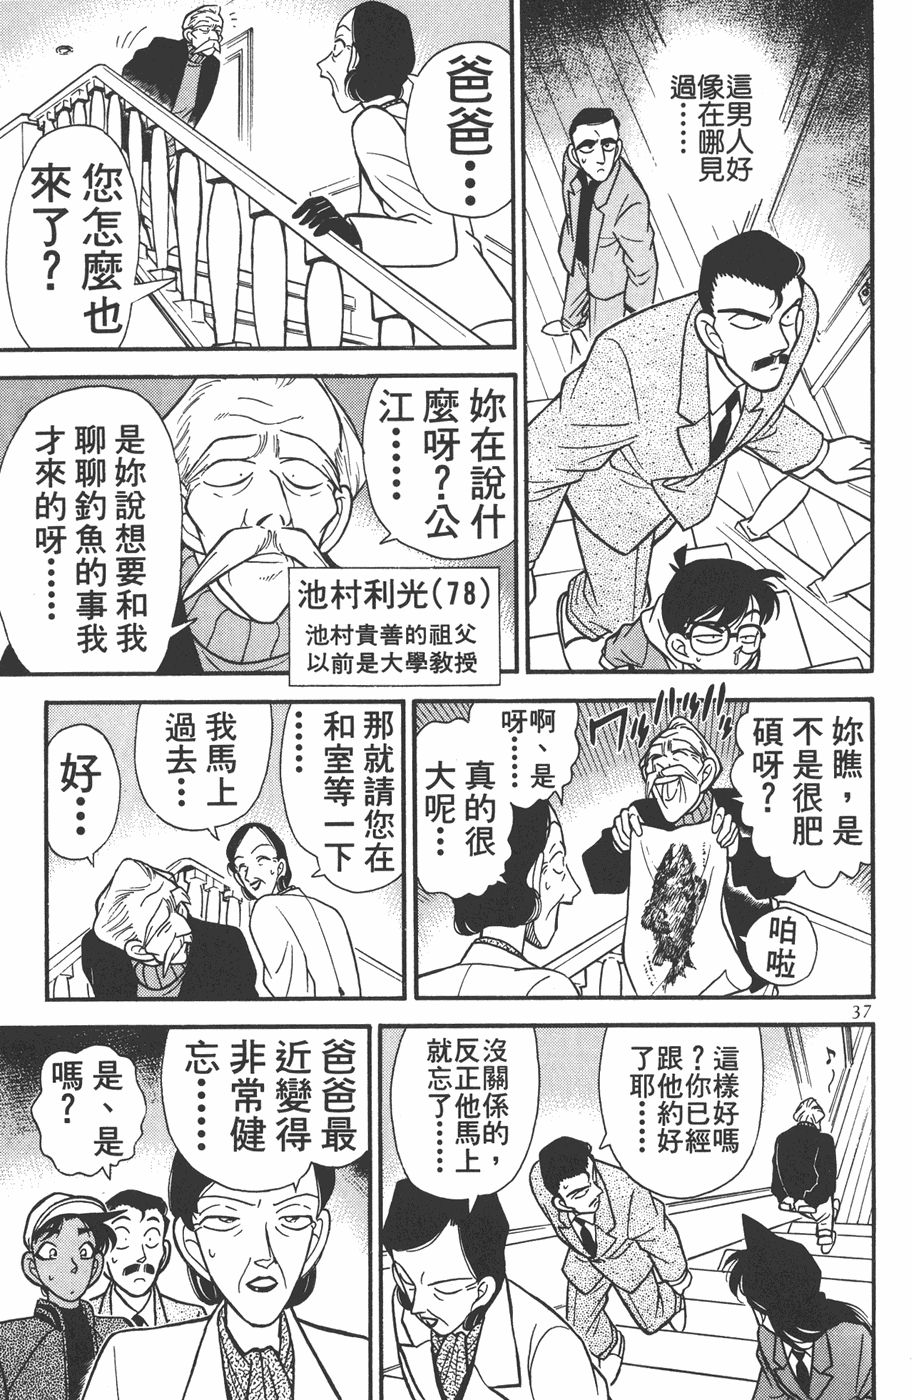 這男人好
像在哪見
過……
爸爸…
您怎麼也
來了？
妳在說什
麼呀？公
江……
是妳說想要和我
聊聊釣魚的事我
才來的呀……
池村利光(78)
池村貴善的祖父
以前是大學教授
妳瞧，是
不是很肥
碩呀？
啪啦
啊、是
呀……
真的很
大呢…
那就請您在
和室等一下
……
我馬上
過去…
好…
37
這樣好嗎
？你已經
跟他約好
了耶……
沒關係的，
反正他馬上
就忘了……
爸爸最
近變得
非常健
忘……
是、是
嗎？